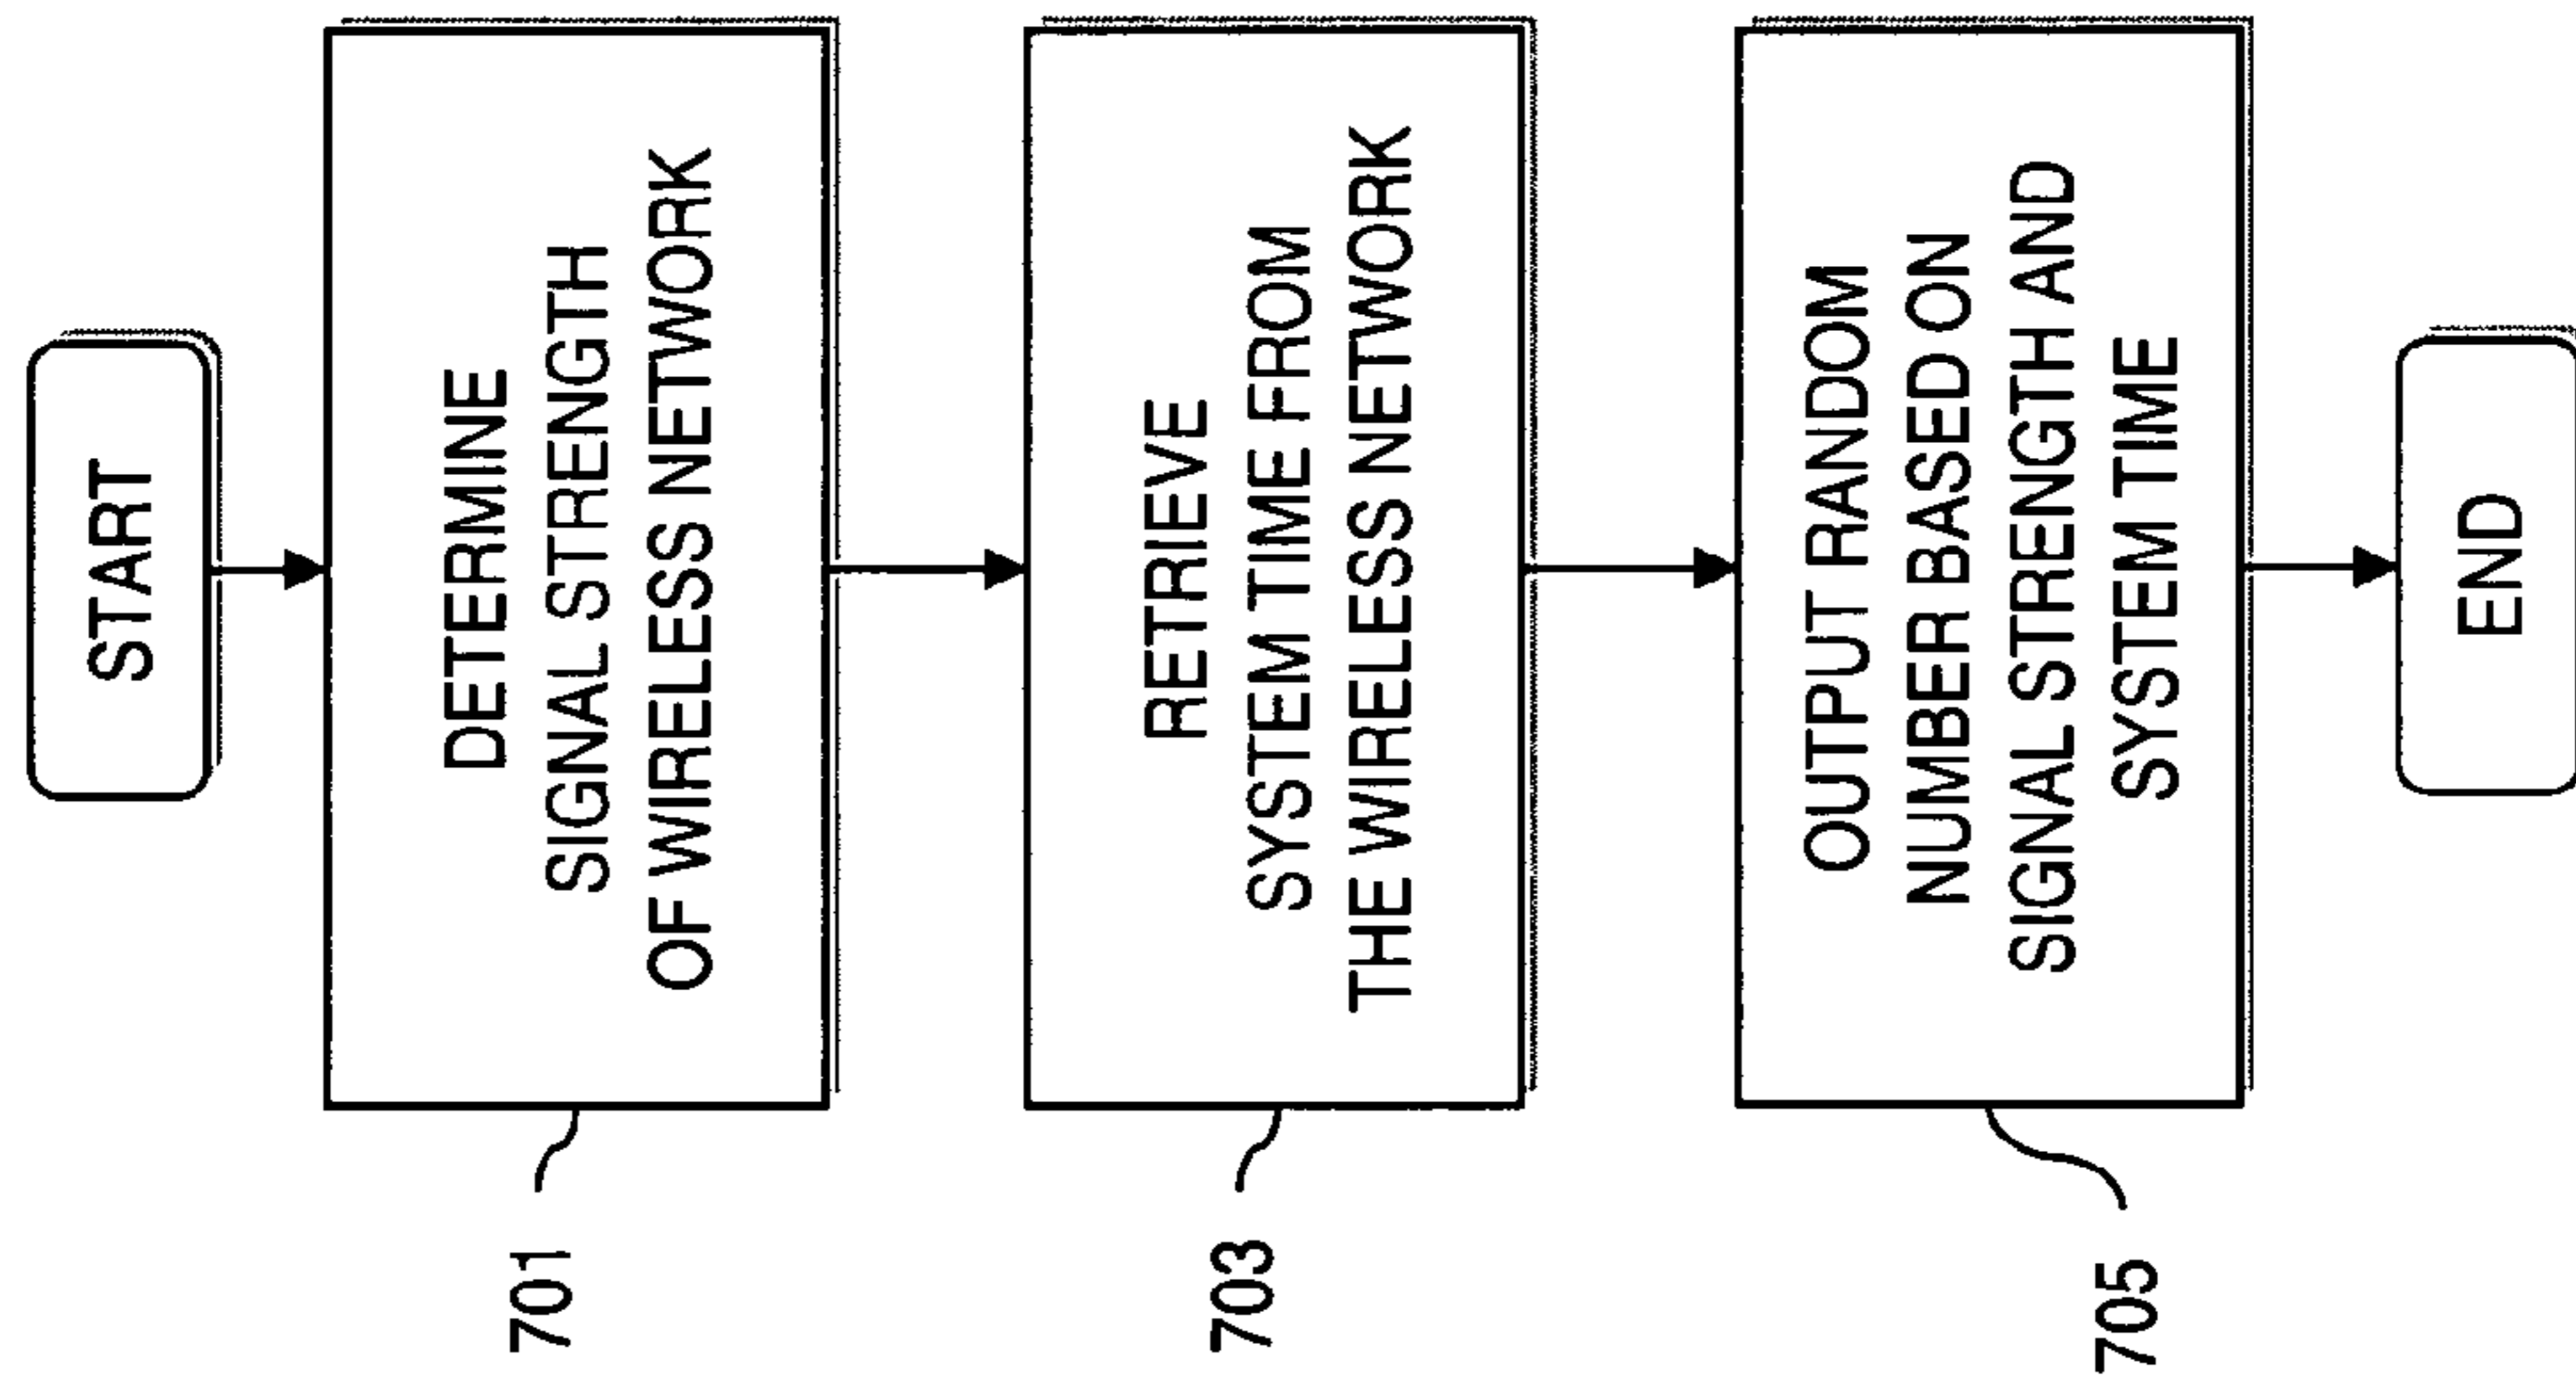 START
DETERMINE
SIGNAL STRENGTH
OF WIRELESS NETWORK
701
RETRIEVE
SYSTEM TIME FROM
THE WIRELESS NETWORK
703
OUTPUT RANDOM
NUMBER BASED ON
SIGNAL STRENGTH AND
SYSTEM TIME
705
END